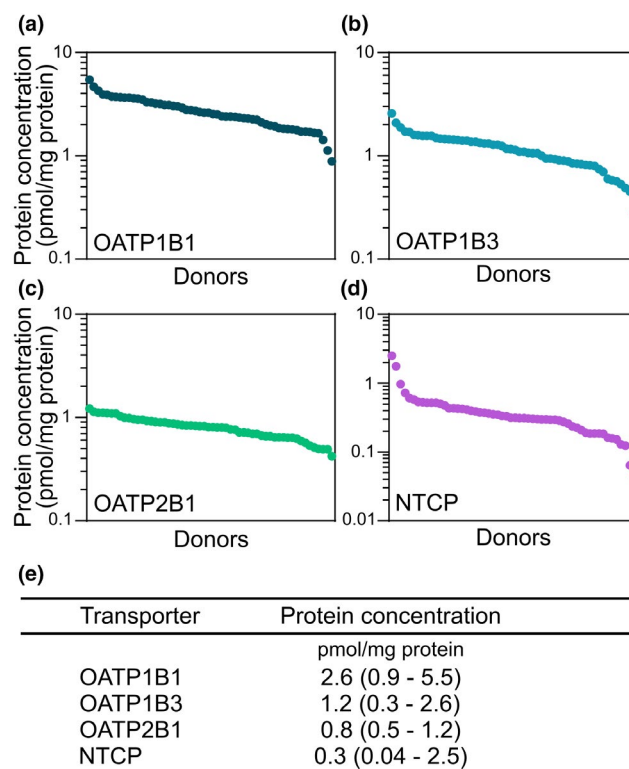 (a)
Protein concentration
(pmol/mg protein)
10
1
0.1
OATP1B1
Donors
(b)
10
1
0.1
OATP1B3
Donors
(c)
Protein concentration
(pmol/mg protein)
10
1
0.1
OATP2B1
Donors
(d)
10
1
0.1
0.01
NTCP
Donors
(e)
Transporter Protein concentration
pmol/mg protein
OATP1B1 2.6 (0.9 - 5.5)
OATP1B3 1.2 (0.3 - 2.6)
OATP2B1 0.8 (0.5 - 1.2)
NTCP 0.3 (0.04 - 2.5)